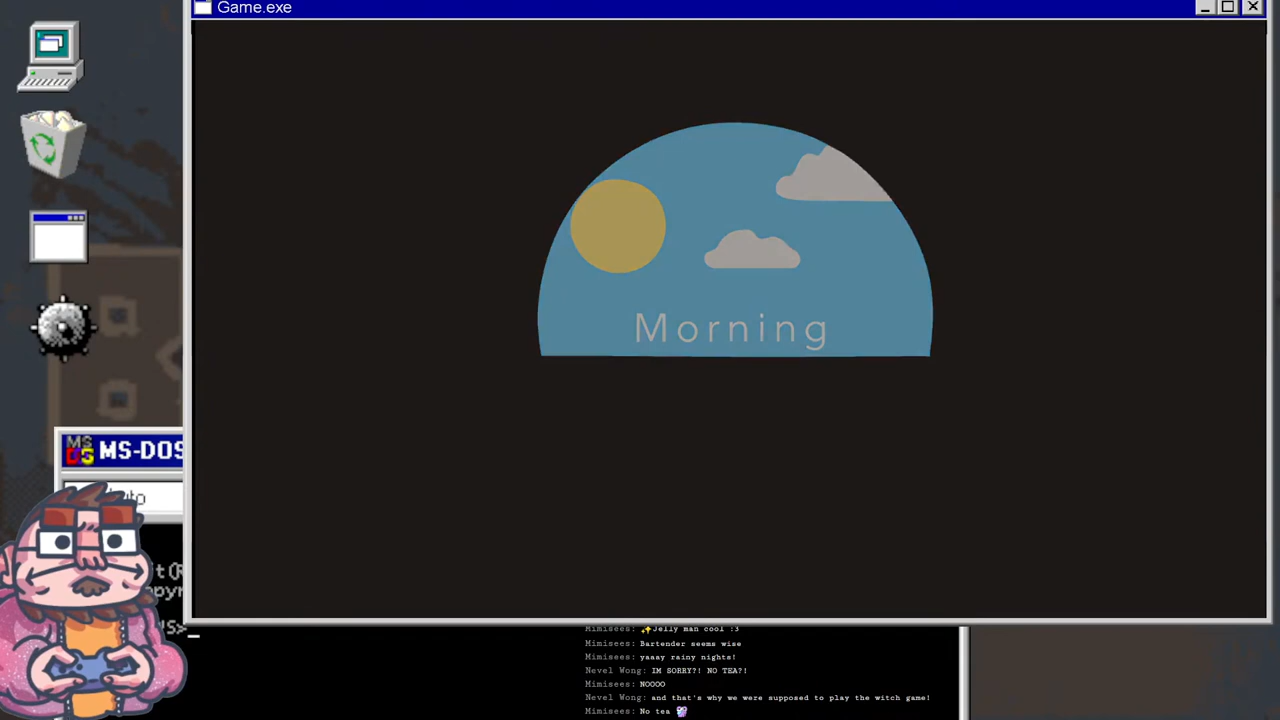 Game.exe
Morning
MS
MS-DOS
Mimisees: ✨Jelly man cool :3
Mimisees: Bartender seems wise
Mimisees: yaaay rainy nights!
Nevel Wong: IM SORRY?! NO TEA?!
Mimisees: NOOOO
Nevel Wong: and that's why we were supposed to play the witch game!
Mimisees: No tea